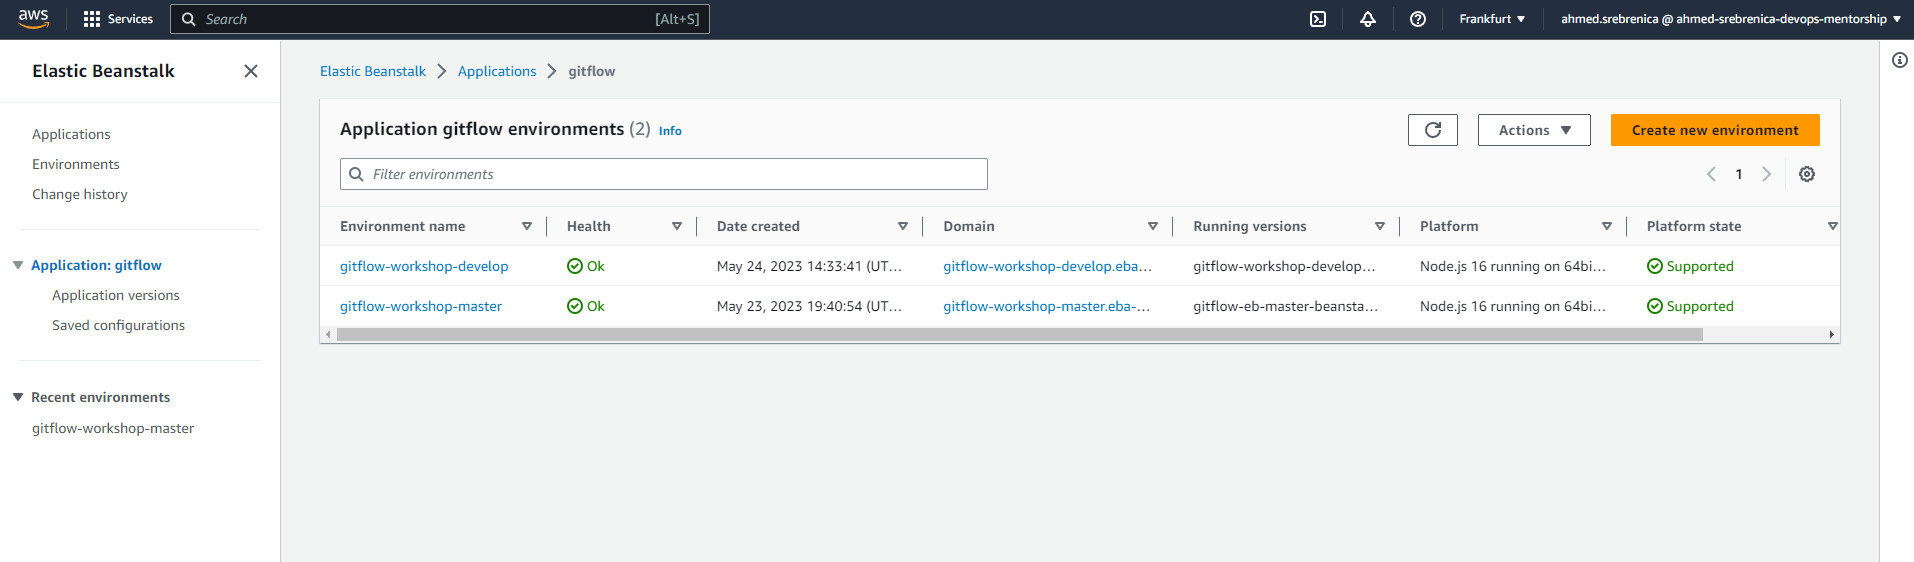 aws Services Search [Alt+S] Frankfurt ahmed.srebrenica @ ahmed-srebrenica-devops-mentorship
Elastic Beanstalk
Applications
Environments
Change history
Application: gitflow
Application versions
Saved configurations
Recent environments
gitflow-workshop-master
Elastic Beanstalk Applications gitflow
Application gitflow environments (2) Info Actions Create new environment
Filter environments 1
Environment name Health Date created Domain Running versions Platform Platform state
gitflow-workshop-develop Ok May 24, 2023 14:33:41 (UT... gitflow-workshop-develop.eba... gitflow-workshop-develop... Node.js 16 running on 64bi... Supported
gitflow-workshop-master Ok May 23, 2023 19:40:54 (UT... gitflow-workshop-master.eba-... gitflow-eb-master-beansta... Node.js 16 running on 64bi... Supported